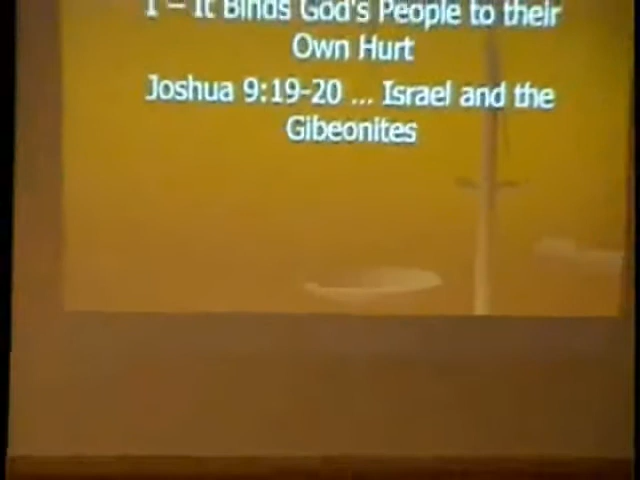 1 – It Binds God's People to their
Own Hurt
Joshua 9:19-20 ... Israel and the
Gibeonites